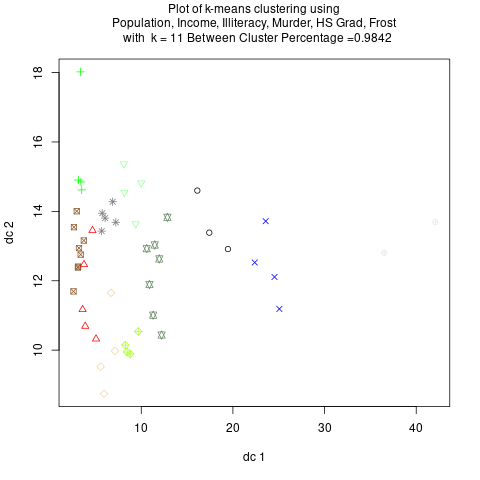 Plot of k-means clustering using
Population, Income, Illiteracy, Murder, HS Grad, Frost
with k = 11 Between Cluster Percentage =0.9842
18
16
14
12
10
dc 2
10 20 30 40
dc 1